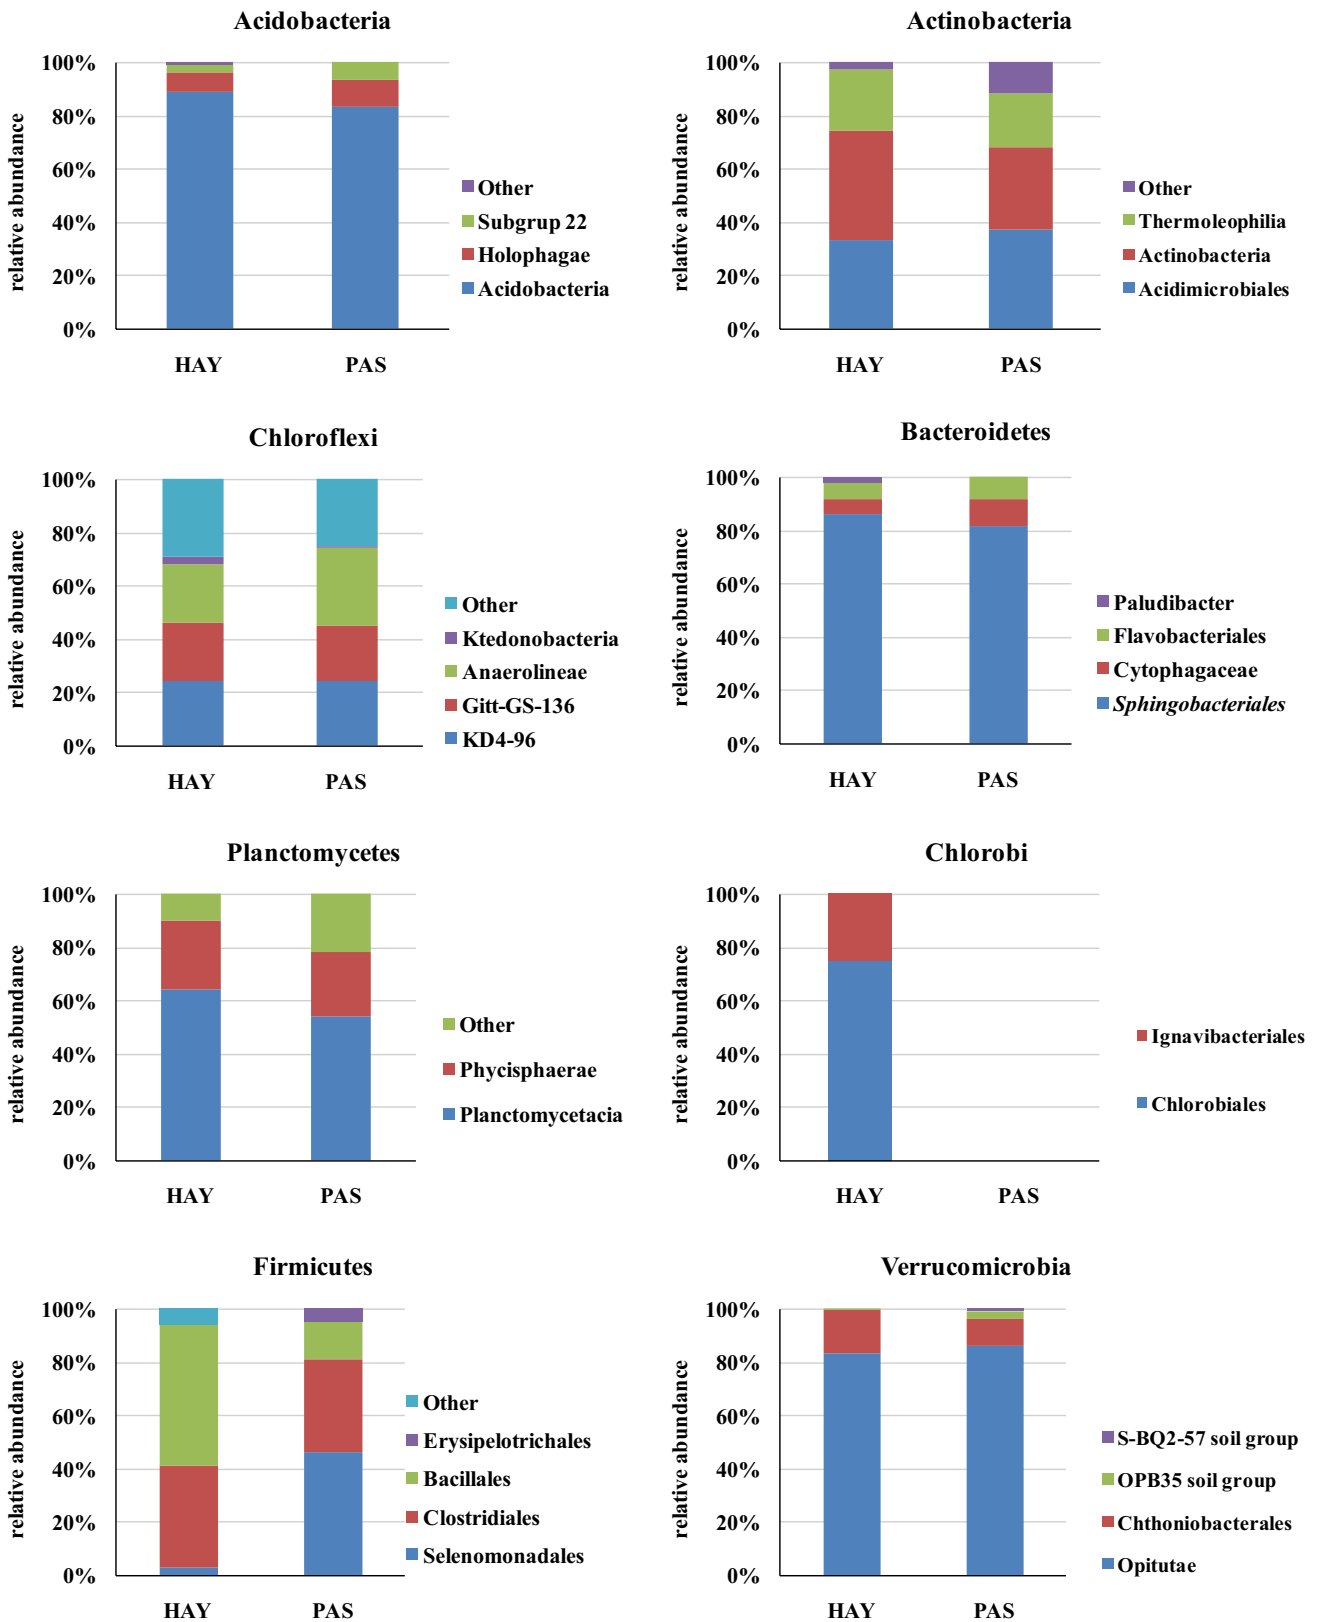 Acidobacteria
relative abundance
100%
80%
60%
40%
20%
0%
HAY
PAS
Other
Subgrup 22
Holophagae
Acidobacteria
Actinobacteria
relative abundance
100%
80%
60%
40%
20%
0%
HAY
PAS
Other
Thermoleophilia
Actinobacteria
Acidimicrobiales
Chloroflexi
relative abundance
100%
80%
60%
40%
20%
0%
HAY
PAS
Other
Ktedonobacteria
Anaerolineae
Gitt-GS-136
KD4-96
Bacteroidetes
relative abundance
100%
80%
60%
40%
20%
0%
HAY
PAS
Paludibacter
Flavobacteriales
Cytophagaceae
Sphingobacteriales
Planctomycetes
relative abundance
100%
80%
60%
40%
20%
0%
HAY
PAS
Other
Phycisphaerae
Planctomycetacia
Chlorobi
relative abundance
100%
80%
60%
40%
20%
0%
HAY
PAS
Ignavibacteriales
Chlorobiales
Firmicutes
relative abundance
100%
80%
60%
40%
20%
0%
HAY
PAS
Other
Erysipelotrichales
Bacillales
Clostridiales
Selenomonadales
Verrucomicrobia
relative abundance
100%
80%
60%
40%
20%
0%
HAY
PAS
S-BQ2-57 soil group
OPB35 soil group
Chthoniobacterales
Opitutae